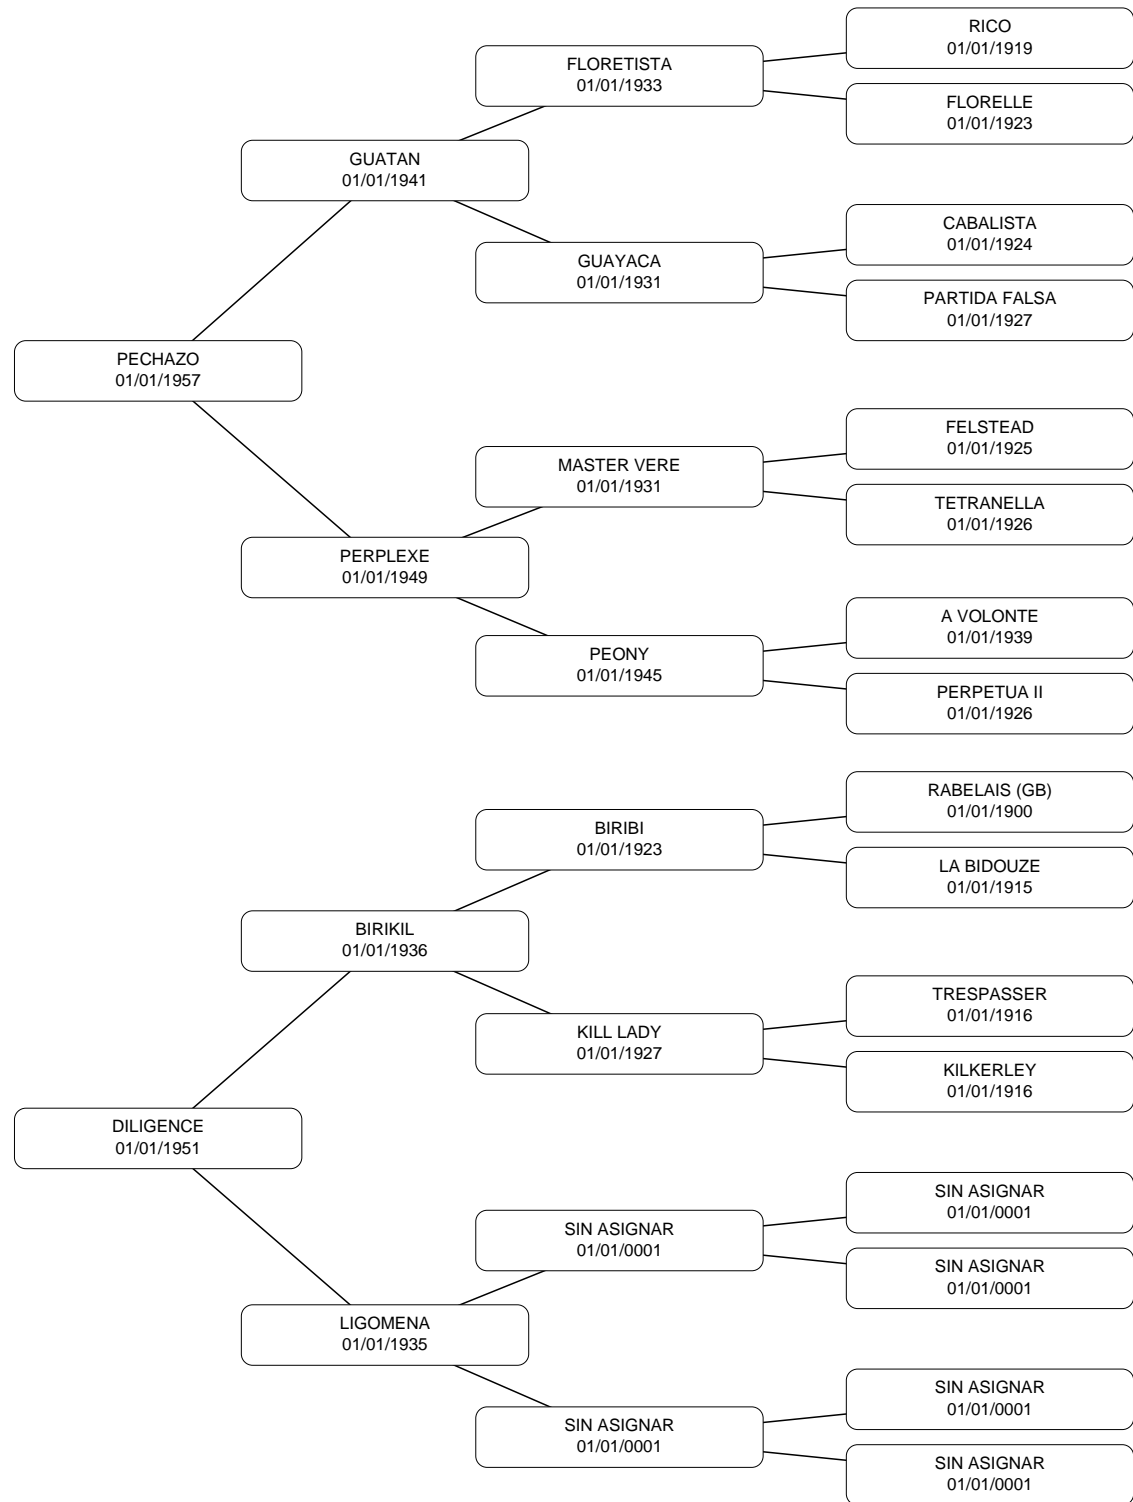 RICO
01/01/1919
FLORETISTA
01/01/1933
FLORELLE
01/01/1923
GUATAN
01/01/1941
CABALISTA
01/01/1924
GUAYACA
01/01/1931
PARTIDA FALSA
01/01/1927
PECHAZO
01/01/1957
FELSTEAD
01/01/1925
MASTER VERE
01/01/1931
TETRANELLA
01/01/1926
PERPLEXE
01/01/1949
A VOLONTE
01/01/1939
PEONY
01/01/1945
PERPETUA II
01/01/1926
RABELAIS (GB)
01/01/1900
BIRIBI
01/01/1923
LA BIDOUZE
01/01/1915
BIRIKIL
01/01/1936
TRESPASSER
01/01/1916
KILL LADY
01/01/1927
KILKERLEY
01/01/1916
DILIGENCE
01/01/1951
SIN ASIGNAR
01/01/0001
SIN ASIGNAR
01/01/0001
SIN ASIGNAR
01/01/0001
LIGOMENA
01/01/1935
SIN ASIGNAR
01/01/0001
SIN ASIGNAR
01/01/0001
SIN ASIGNAR
01/01/0001